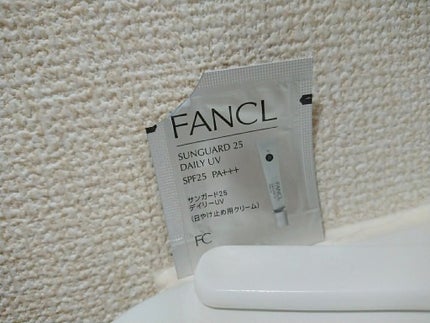 FANCL
SUNGUARD 25
DAILY UV
SPF25 PA+++
サンガード25
デイリーUV
(日やけ止め用クリーム)
FC
FANCL